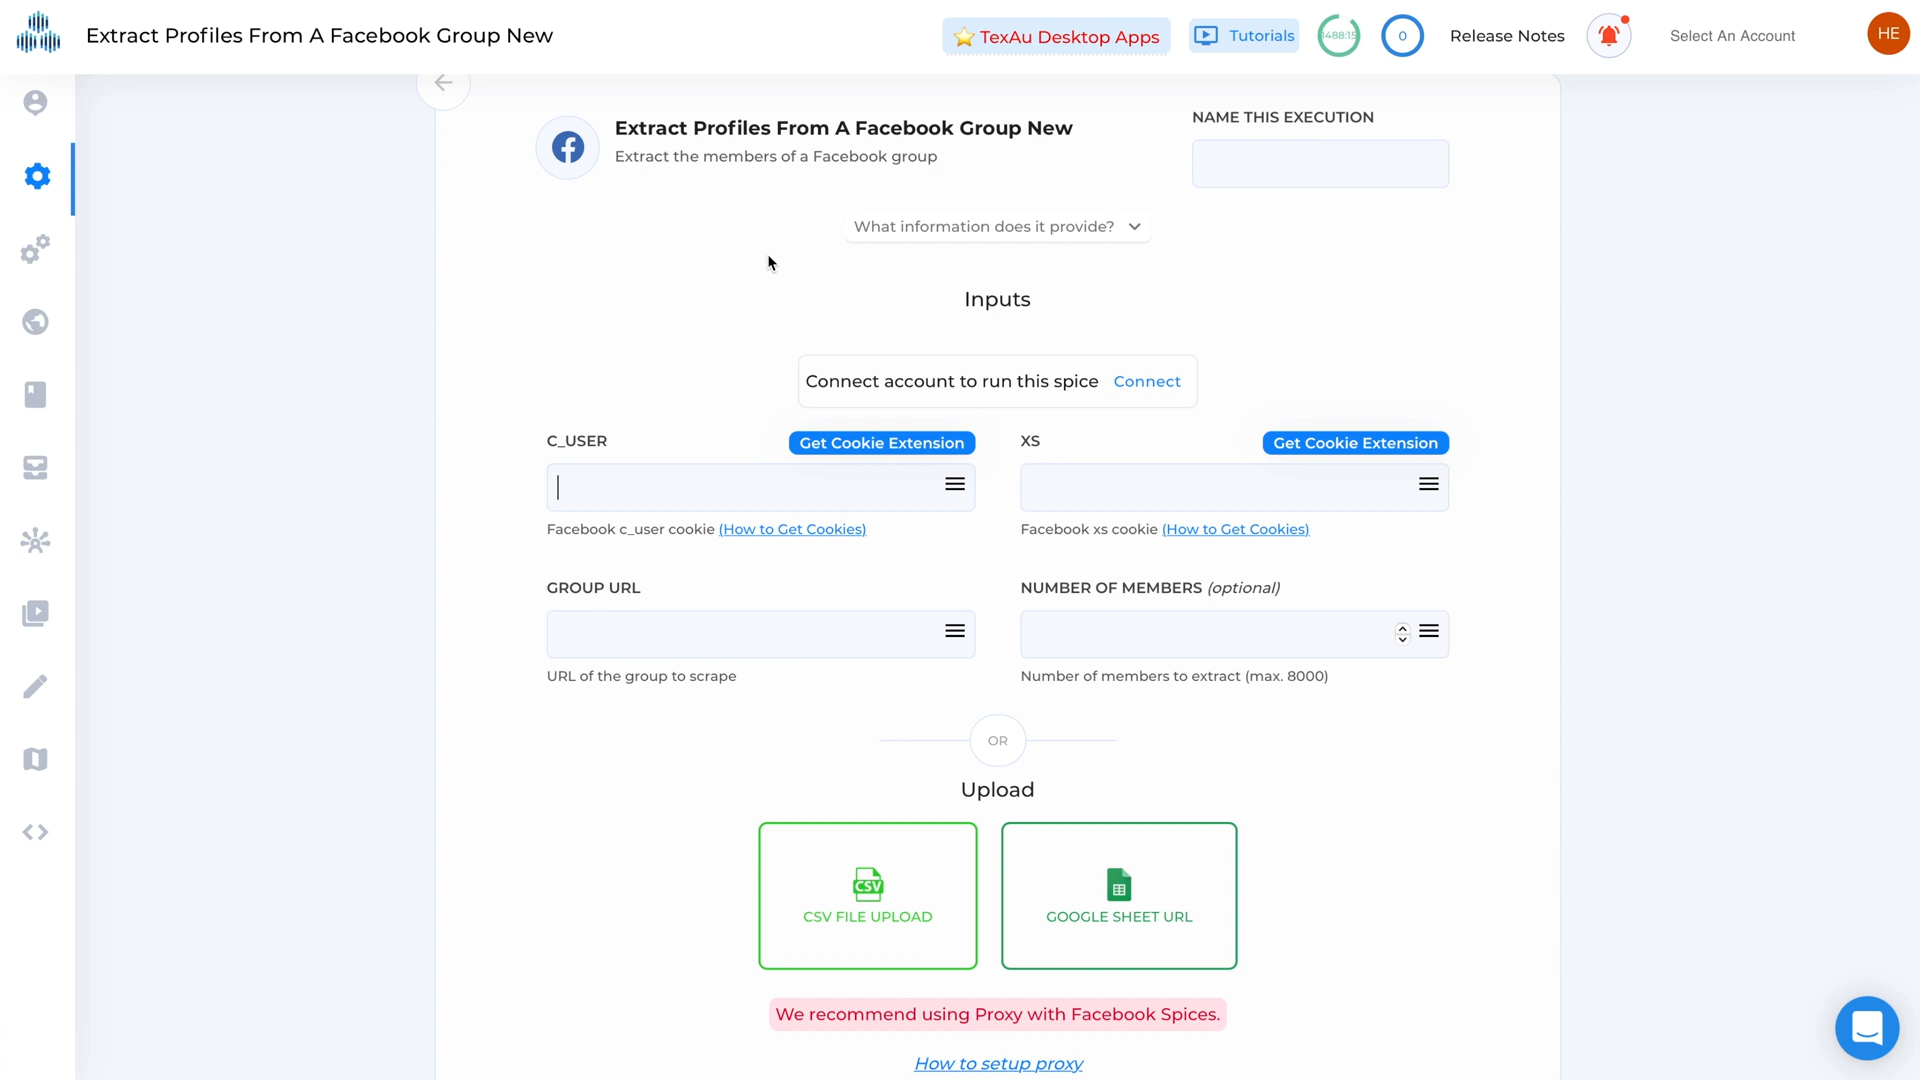 Extract Profiles From A Facebook Group New
TexAu Desktop Apps
Tutorials
1488:15
0
Release Notes
Select An Account
HE
Extract Profiles From A Facebook Group New
Extract the members of a Facebook group
NAME THIS EXECUTION
What information does it provide?
Inputs
Connect account to run this spice Connect
C_USER
Get Cookie Extension
XS
Get Cookie Extension
Facebook c_user cookie (How to Get Cookies)
Facebook xs cookie (How to Get Cookies)
GROUP URL
NUMBER OF MEMBERS (optional)
URL of the group to scrape
Number of members to extract (max. 8000)
OR
Upload
CSV
CSV FILE UPLOAD
GOOGLE SHEET URL
We recommend using Proxy with Facebook Spices.
How to setup proxy